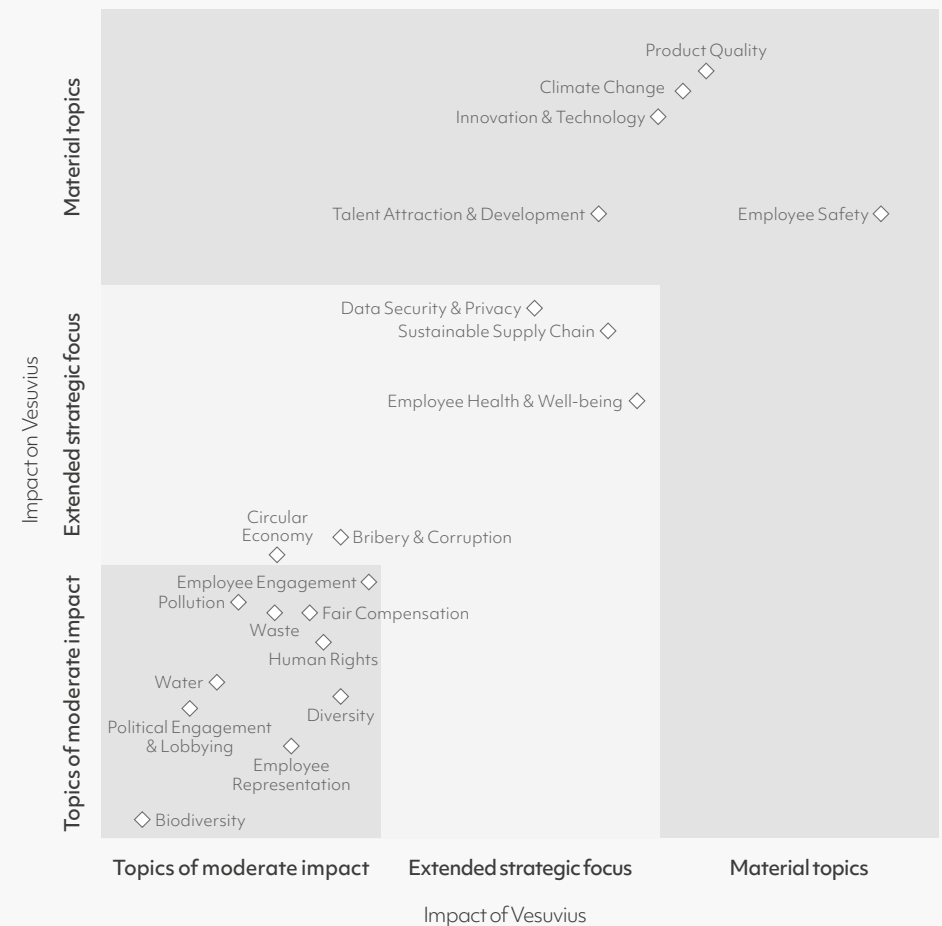 Product Quality
Climate Change
Innovation & Technology
Material topics
Talent Attraction & Development
Employee Safety
Data Security & Privacy
Sustainable Supply Chain
Employee Health & Well-being
Impact on Vesuvius
Extended strategic focus
Circular
Economy
Bribery & Corruption
Employee Engagement
Pollution
Fair Compensation
Waste
Human Rights
Topics of moderate impact
Water
Diversity
Political Engagement
& Lobbying
Employee
Representation
Biodiversity
Topics of moderate impact
Extended strategic focus
Material topics
Impact of Vesuvius